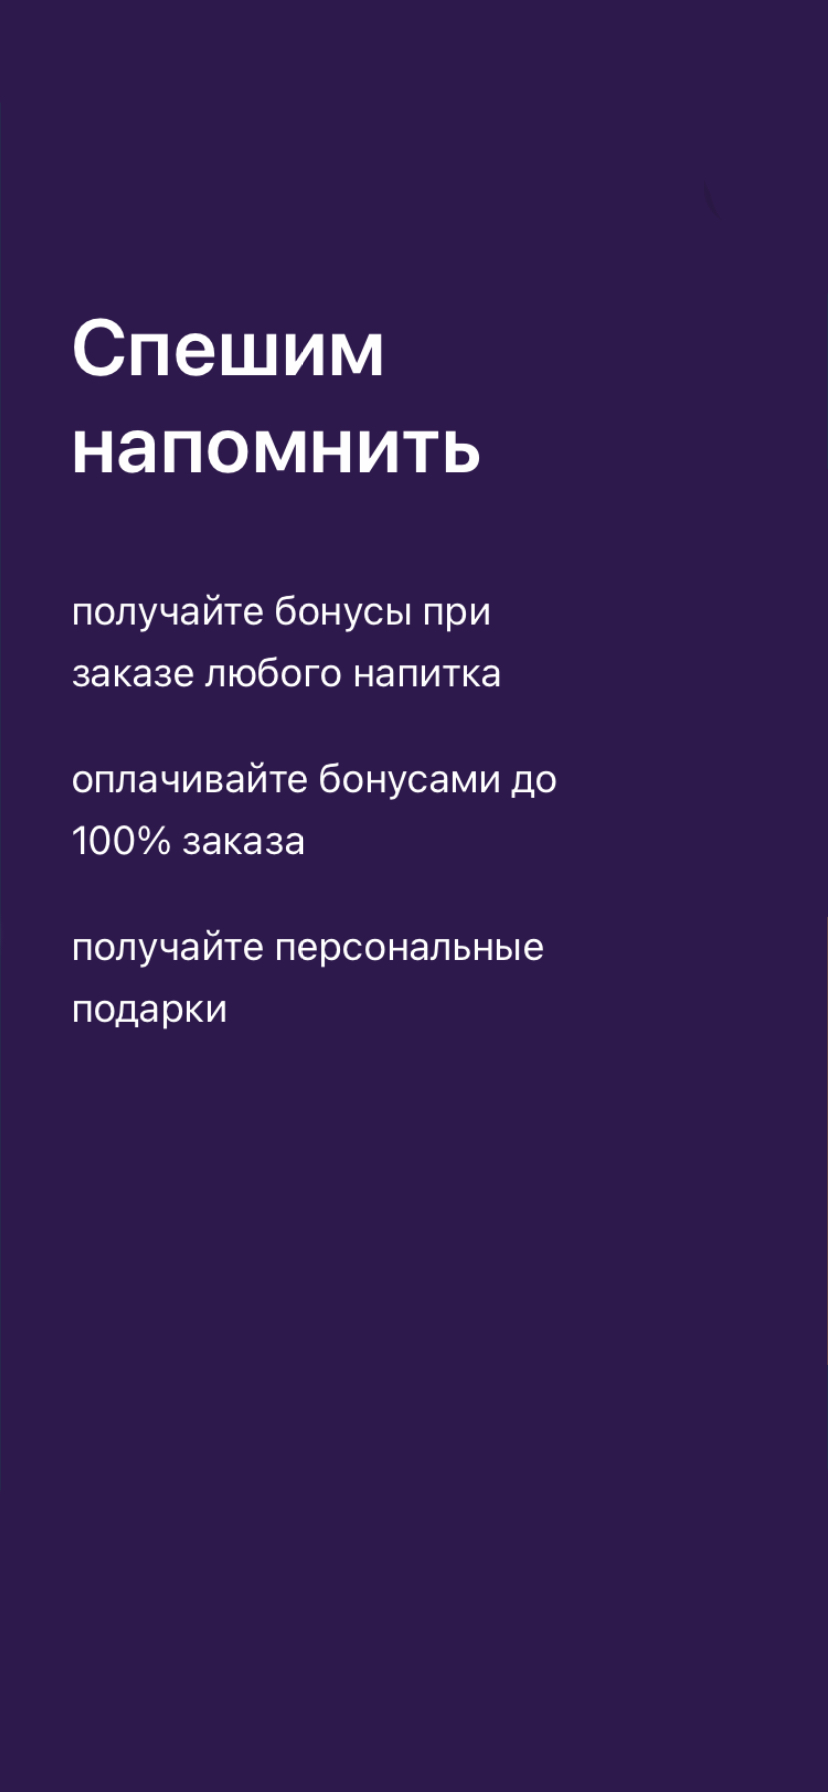 Спешим
напомнить
получайте бонусы при
заказе любого напитка
оплачивайте бонусами до
100% заказа
получайте персональные
подарки